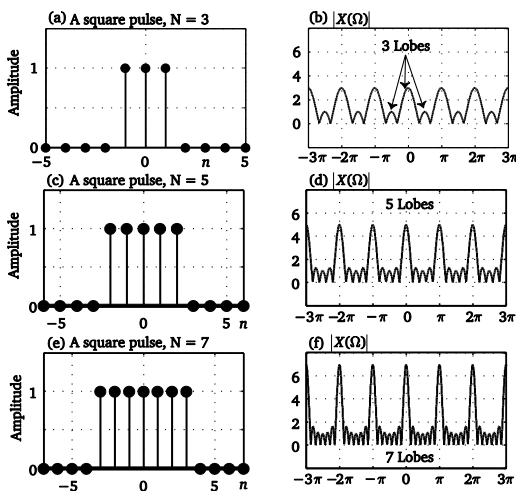 (a) A square pulse, N = 3
Amplitude
1
0
−5
0
n
5
(b) |X(Ω)|
3 Lobes
6
4
2
0
−3π
−2π
−π
0
π
2π
3π
(c) A square pulse, N = 5
Amplitude
1
0
−5
0
5
n
(d) |X(Ω)|
5 Lobes
6
4
2
0
−3π
−2π
−π
0
π
2π
3π
(e) A square pulse, N = 7
Amplitude
1
0
−5
0
5
n
(f) |X(Ω)|
6
4
2
0
7 Lobes
−3π
−2π
−π
0
π
2π
3π